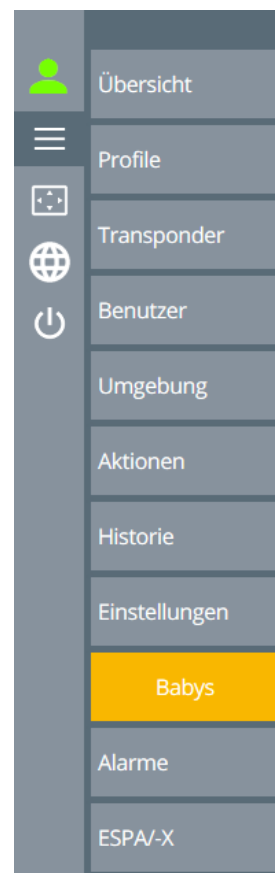 Übersicht
Profile
Transponder
Benutzer
Umgebung
Aktionen
Historie
Einstellungen
Babys
Alarme
ESPA/-X